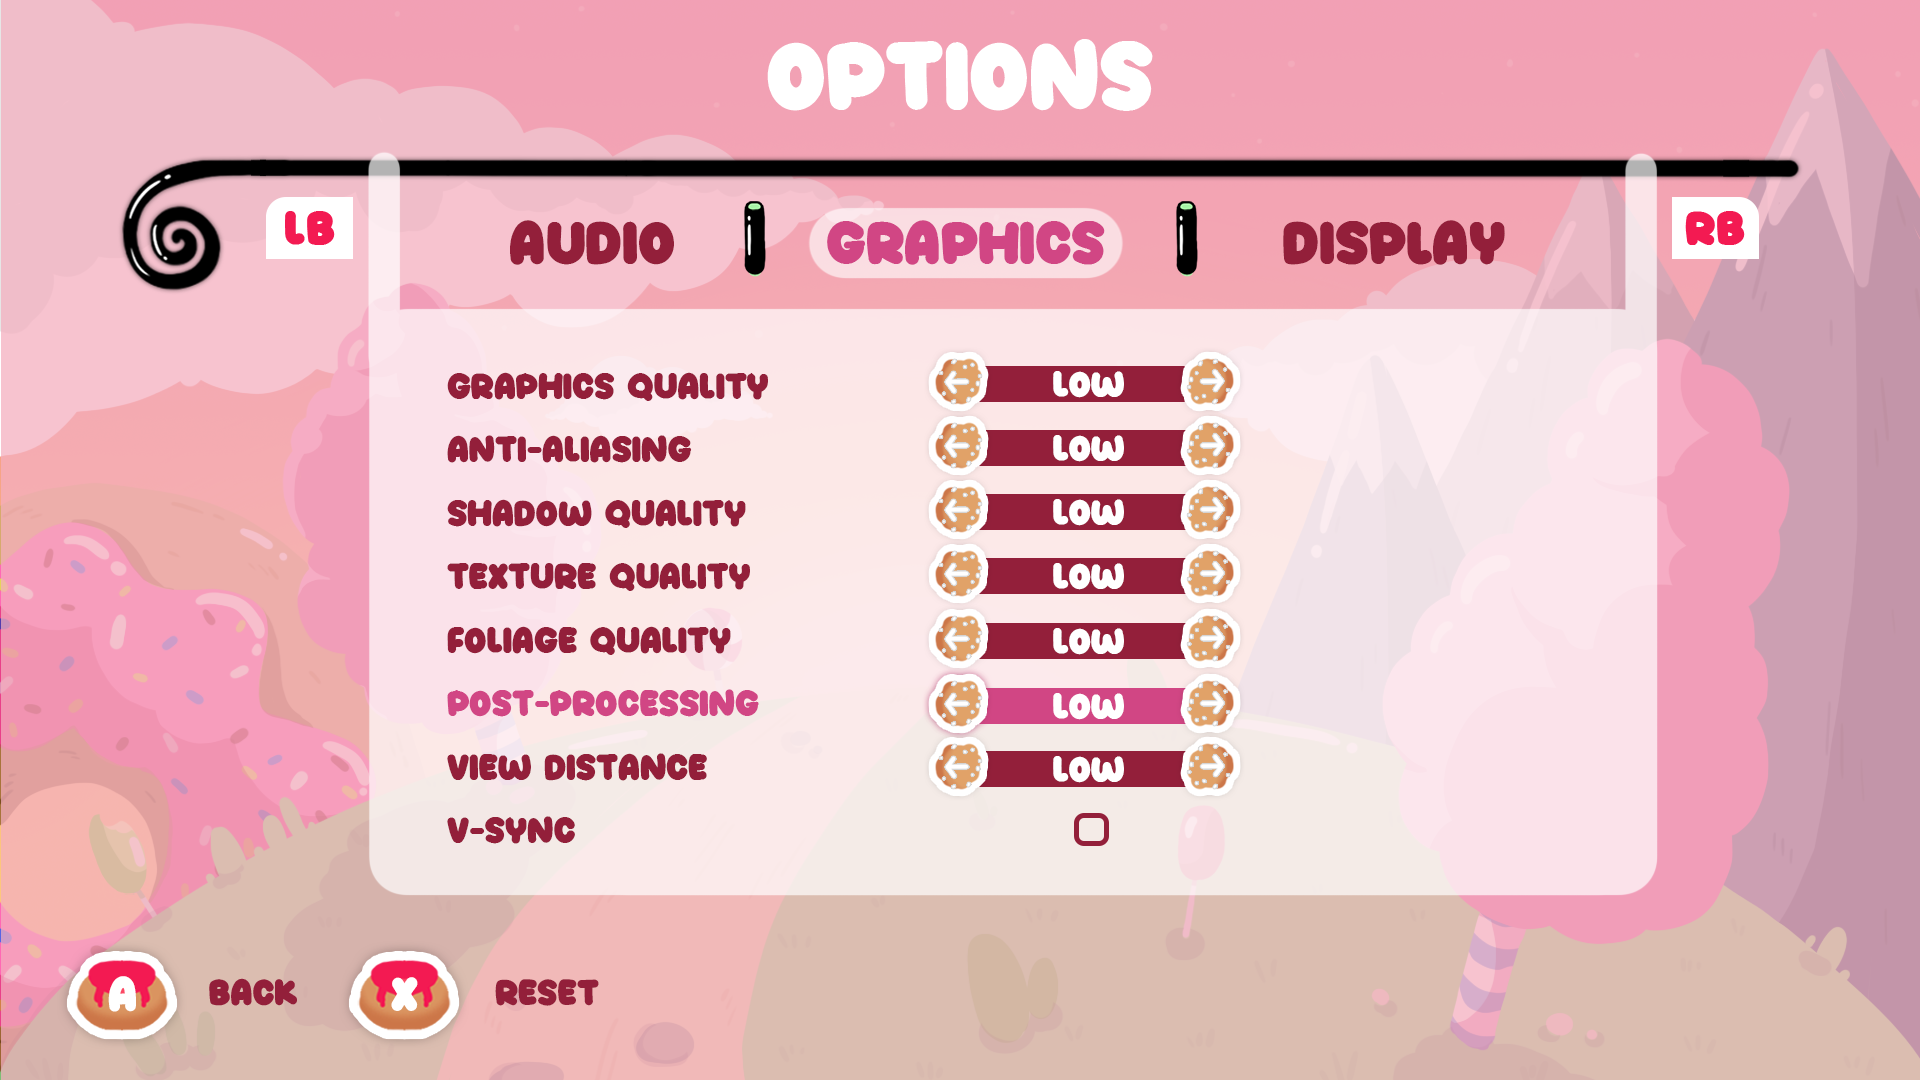 OPTIONS
LB AUDIO GRAPHICS DISPLAY RB
GRAPHICS QUALITY LOW
ANTI-ALIASING LOW
SHADOW QUALITY LOW
TEXTURE QUALITY LOW
FOLIAGE QUALITY LOW
POST-PROCESSING LOW
VIEW DISTANCE LOW
V-SYNC
A BACK X RESET